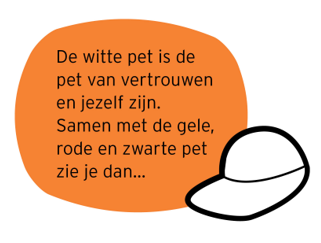 De witte pet is de
pet van vertrouwen
en jezelf zijn.
Samen met de gele,
rode en zwarte pet
zie je dan...